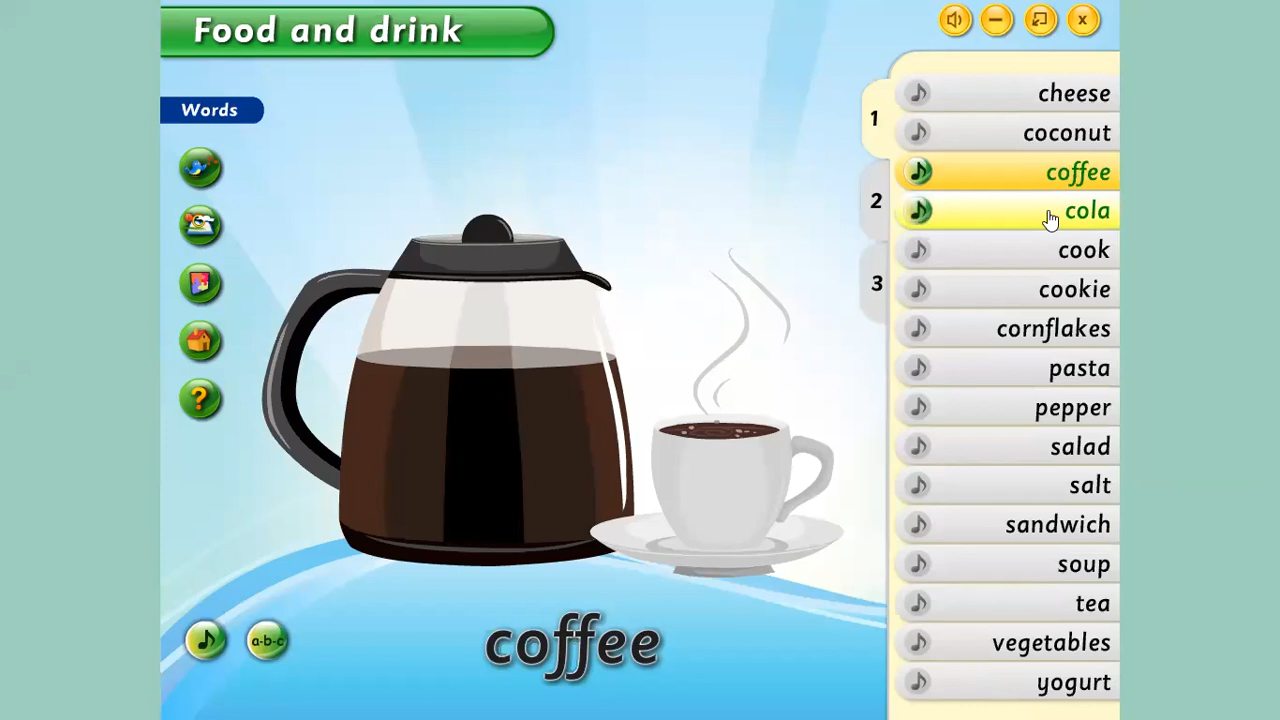 Food and drink
Words
1
2
3
cheese
coconut
coffee
cola
cook
cookie
cornflakes
pasta
pepper
salad
salt
sandwich
soup
tea
vegetables
yogurt
a-b-c
coffee